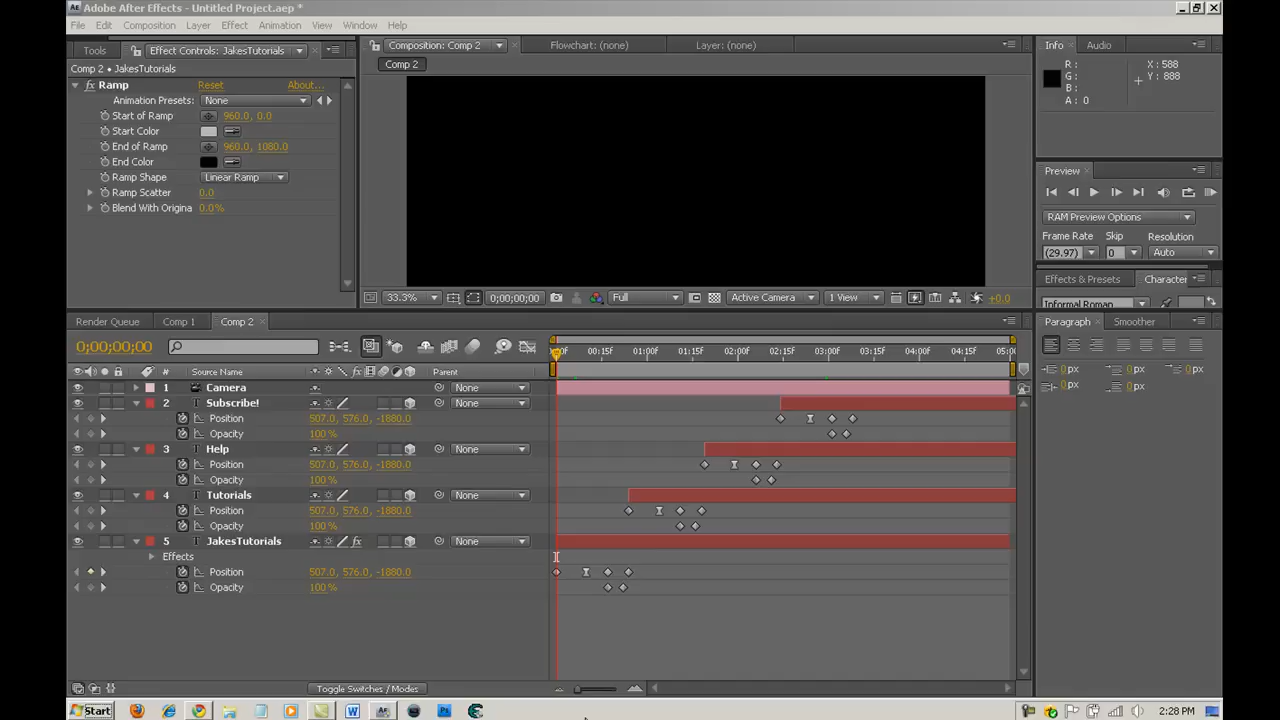 Adobe After Effects - Untitled Project.aep *
File Edit Composition Layer Effect Animation View Window Help
Tools Effect Controls: JakesTutorials Composition: Comp 2 Flowchart: (none) Layer: (none) Info Audio
Comp 2 • JakesTutorials
Comp 2
Ramp Reset About...
Animation Presets: None
Start of Ramp 960.0, 0.0
Start Color
End of Ramp 960.0, 1080.0
End Color
Ramp Shape Linear Ramp
Ramp Scatter 0.0
Blend With Origina 0.0%
R : X : 588
G : Y : 888
B :
A : 0
Preview
RAM Preview Options
Frame Rate Skip Resolution
(29.97) 0 Auto
Effects & Presets Character
Informal Roman
33.3% 0;00;00;00 Full Active Camera 1 View +0.0
Render Queue Comp 1 Comp 2
Paragraph Smoother
0;00;00;00
00:15F 01:00F 01:15F 02:00F 02:15F 03:00F 03:15F 04:00F 04:15F 05:00
# Source Name Parent
0 px 0 px 0 px
0 px 0 px
1 Camera None
2 Subscribe! None
Position 507.0, 576.0, -1880.0
Opacity 100 %
3 Help None
Position 507.0, 576.0, -1880.0
Opacity 100 %
4 Tutorials None
Position 507.0, 576.0, -1880.0
Opacity 100 %
5 JakesTutorials None
Effects
Position 507.0, 576.0, -1880.0
Opacity 100 %
Toggle Switches / Modes
Start 2:28 PM